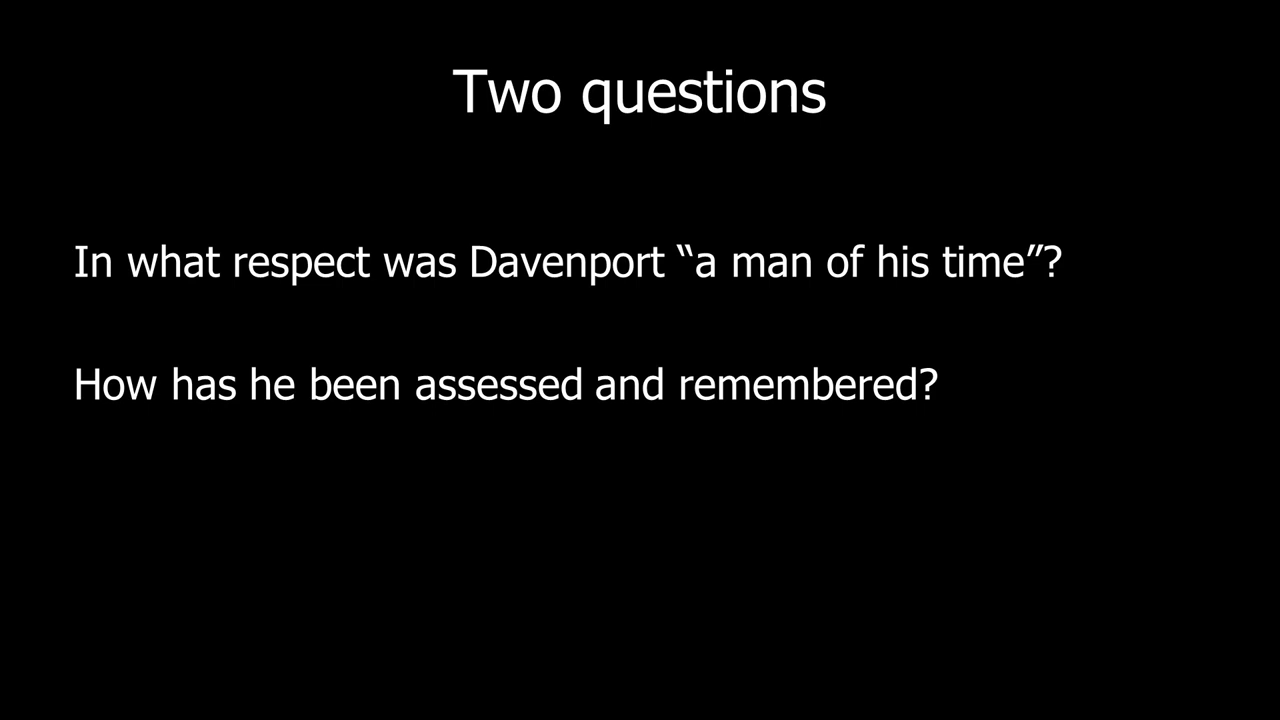 Two questions
In what respect was Davenport “a man of his time”?
How has he been assessed and remembered?